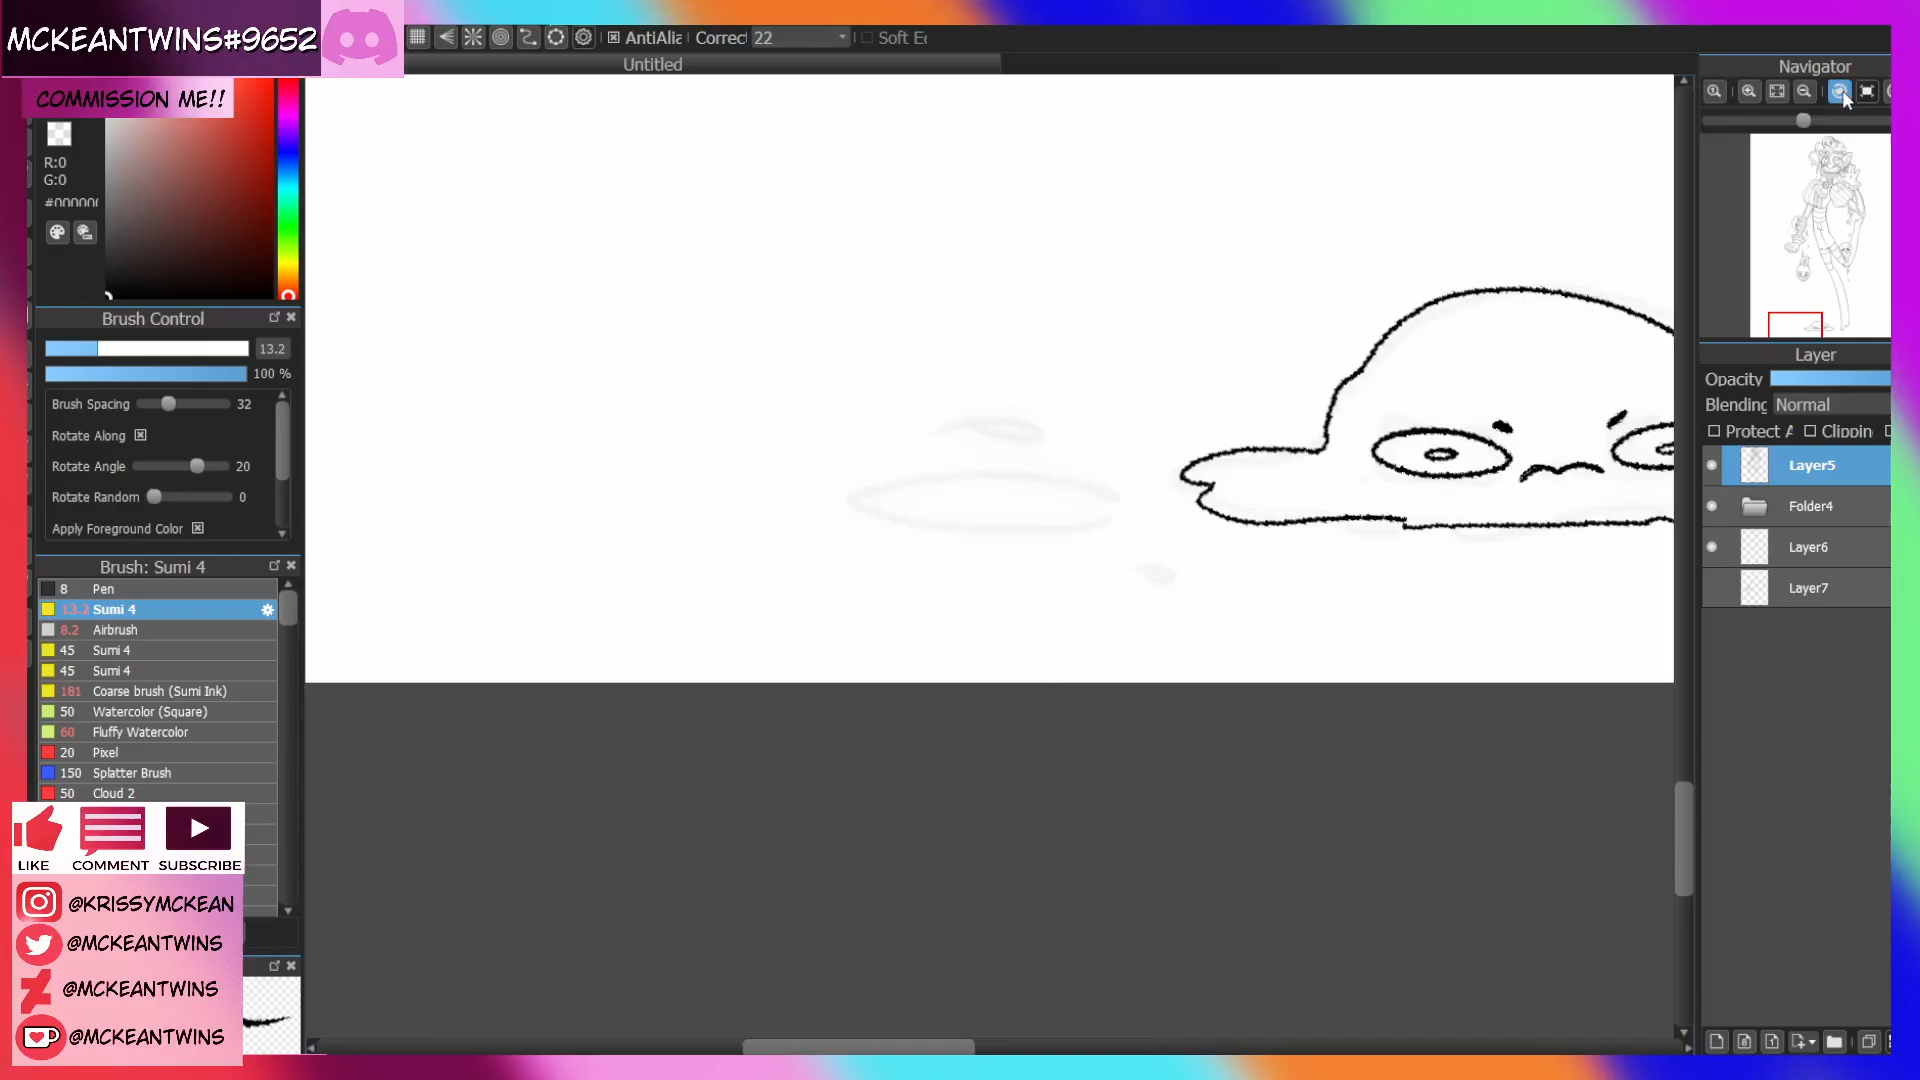 MCKEANTWINS#9652
COMMISSION ME!!
AntiAlia
Correct
22
Soft Ed
Untitled
Navigator
R:0
G:0
#000000
Brush Control
13.2
100 %
Brush Spacing
32
Rotate Along
Rotate Angle
20
Rotate Random
0
Apply Foreground Color
Brush: Sumi 4
8 Pen
13.2 Sumi 4
8.2 Airbrush
45 Sumi 4
45 Sumi 4
181 Coarse brush (Sumi Ink)
50 Watercolor (Square)
60 Fluffy Watercolor
20 Pixel
150 Splatter Brush
50 Cloud 2
LIKE COMMENT SUBSCRIBE
@KRISSYMCKEAN
@MCKEANTWINS
@MCKEANTWINS
@MCKEANTWINS
Layer
Opacity
Blending Normal
Protect A Clippin
Layer5
Folder4
Layer6
Layer7